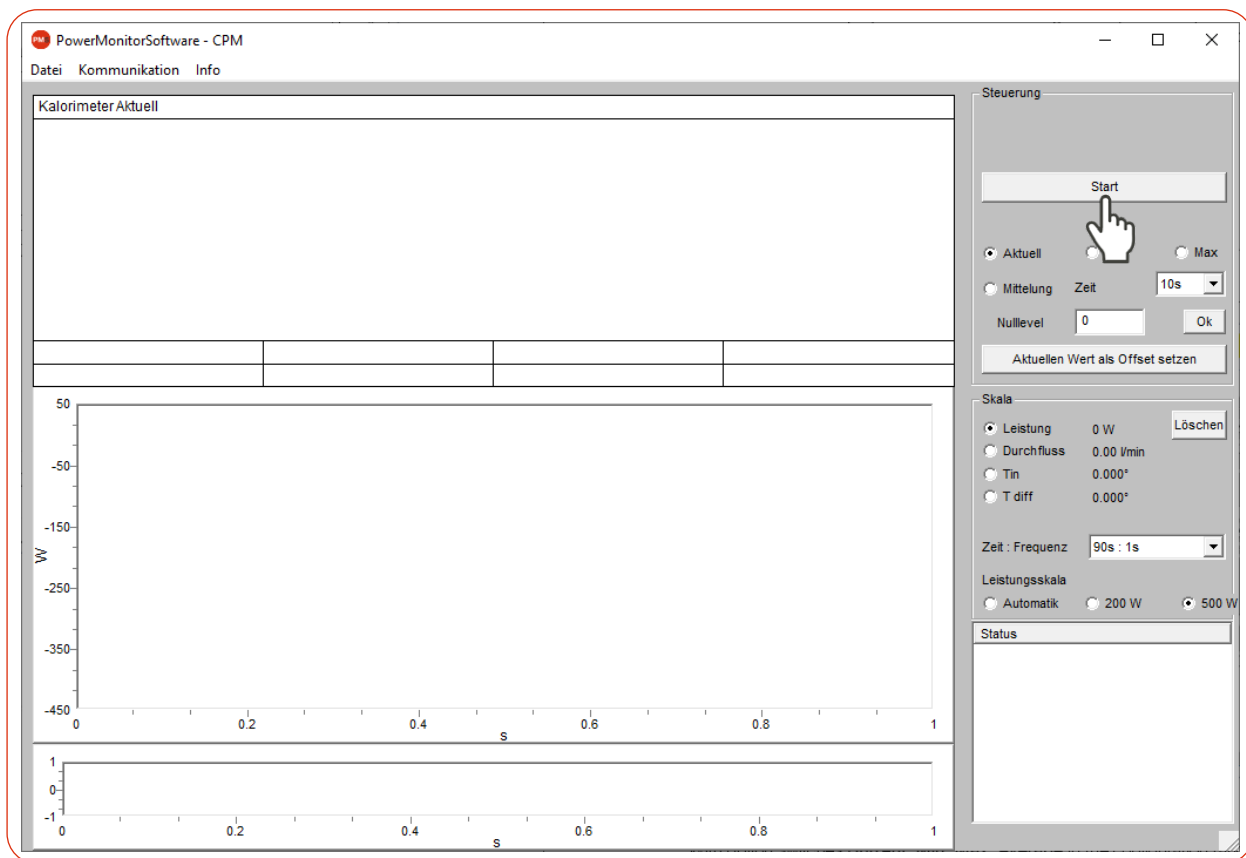 PM PowerMonitorSoftware - CPM
Datei Kommunikation Info
Kalorimeter Aktuell
Steuerung
Start
Aktuell Max
Mittelung Zeit 10s
Nulllevel 0 Ok
Aktuellen Wert als Offset setzen
Skala
Leistung 0 W Löschen
Durchfluss 0.00 l/min
Tin 0.000°
T diff 0.000°
Zeit : Frequenz 90s : 1s
Leistungsskala
Automatik 200 W 500 W
Status
50
-50
-150
W
-250
-350
-450
0 0.2 0.4 0.6 0.8 1
s
1
0
-1
0 0.2 0.4 0.6 0.8 1
s